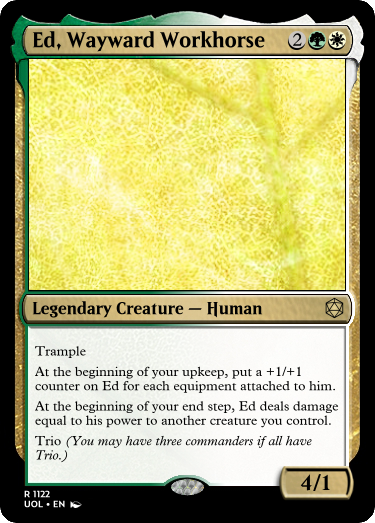 Ed, Wayward Workhorse 2
Legendary Creature — Human
Trample
At the beginning of your upkeep, put a +1/+1
counter on Ed for each equipment attached to him.
At the beginning of your end step, Ed deals damage
equal to his power to another creature you control.
Trio (You may have three commanders if all have
Trio.)
4/1
R 1122
UOL • EN